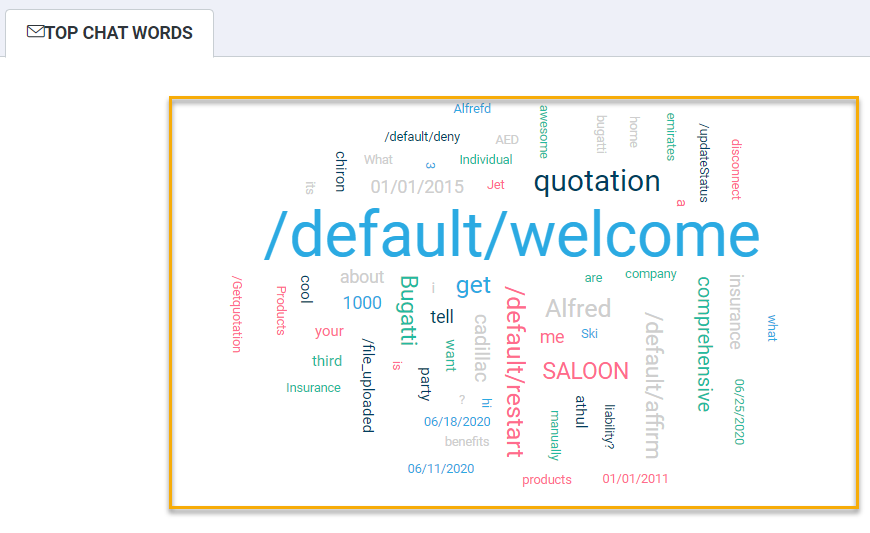 TOP CHAT WORDS
Alfrefd
awesome
bugatti
home
emirates
/updateStatus
disconnect
/default/deny
AED
chiron
What
3
Individual
its
01/01/2015
Jet
quotation
a
/default/welcome
/Getquotation
Products
cool
about
1000
Bugatti
i
get
are
company
comprehensive
insurance
what
your
/file_uploaded
tell
cadillac
/default/restart
Alfred
me
Ski
/default/affirm
third
is
want
SALOON
Insurance
party
?
hi
athul
liability?
06/25/2020
06/18/2020
manually
benefits
06/11/2020
products
01/01/2011